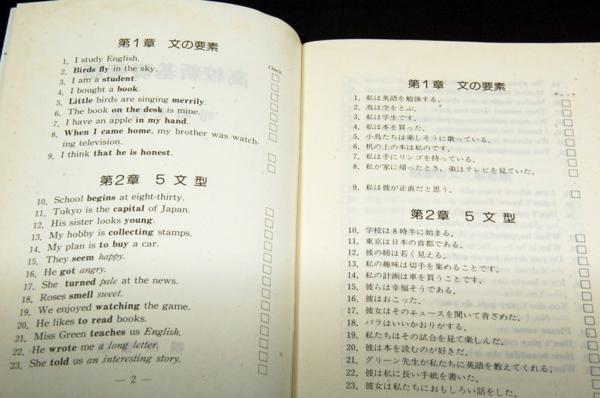 第1章 文の要素
Check
1. I study English.
2. Birds fly in the sky.
3. I am a student.
4. I bought a book.
5. Little birds are singing merrily.
6. The book on the desk is mine.
7. I have an apple in my hand.
8. When I came home, my brother was watch-
ing television.
9. I think that he is honest.
第2章 5文型
10. School begins at eight-thirty.
11. Tokyo is the capital of Japan.
12. His sister looks young.
13. My hobby is collecting stamps.
14. My plan is to buy a car.
15. They seem happy.
16. He got angry.
17. She turned pale at the news.
18. Roses smell sweet.
19. We enjoyed watching the game.
20. He likes to read books.
21. Miss Green teaches us English.
22. He wrote me a long letter.
23. She told us an interesting story.
— 2 —
第1章 文の要素
チェック
1. 私は英語を勉強する。
2. 鳥は空をとぶ。
3. 私は学生です。
4. 私は本を買った。
5. 小鳥たちは楽しそうに歌っている。
6. 机の上の本は私のです。
7. 私は手にリンゴを持っている。
8. 私が家に帰ったとき、弟はテレビを見ていた。
9. 私は彼が正直だと思う。
第2章 5文型
10. 学校は8時半に始まる。
11. 東京は日本の首都である。
12. 彼の姉は若く見える。
13. 私の趣味は切手を集めることです。
14. 私の計画は車を買うことです。
15. 彼らは幸福そうである。
16. 彼はおこった。
17. 彼女はそのニュースを聞いて青ざめた。
18. バラはいいかおりがする。
19. 私たちはその試合を見て楽しんだ。
20. 彼は本を読むのが好きだ。
21. グリーン先生が私たちに英語を教えてくれる。
22. 彼は私に長い手紙を書いた。
23. 彼女は私たちにおもしろい話をした。